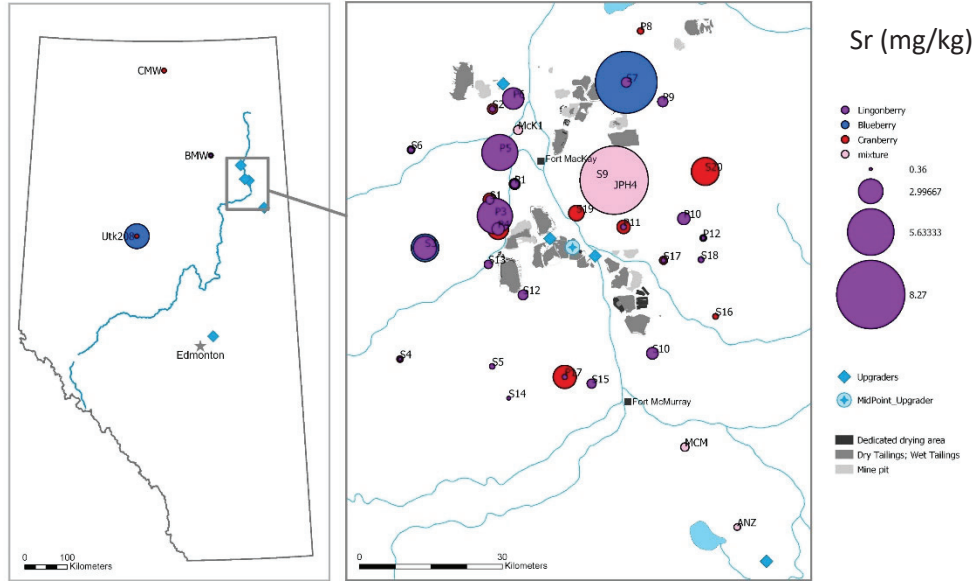 CMW
BMW
Utk208
Edmonton
0 100
Kilometers
P8
S7
P6
P9
S2
McK1
S6
P5
Fort MacKay
S20
S9
JPH4
P1
S1
P3
S19
P10
P11
P12
S3
S13
S17
S18
S12
S16
S10
S4
S5
P17
S15
S14
Fort McMurray
MCM
ANZ
0 30
Kilometers
Sr (mg/kg)
Lingonberry
Blueberry
Cranberry
mixture
0.36
2.99667
5.63333
8.27
Upgraders
MidPoint_Upgrader
Dedicated drying area
Dry Tailings; Wet Tailings
Mine pit